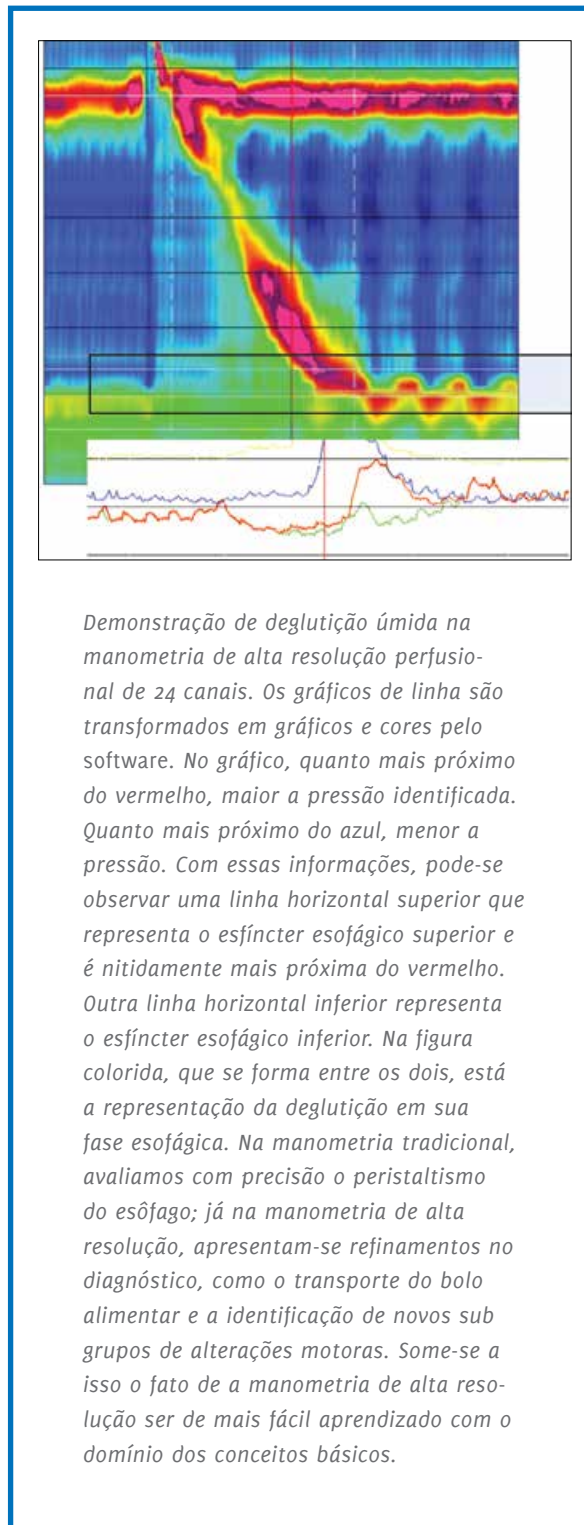 Demonstração de deglutição úmida na
manometria de alta resolução perfusio-
nal de 24 canais. Os gráficos de linha são
transformados em gráficos e cores pelo
software. No gráfico, quanto mais próximo
do vermelho, maior a pressão identificada.
Quanto mais próximo do azul, menor a
pressão. Com essas informações, pode-se
observar uma linha horizontal superior que
representa o esfíncter esofágico superior e
é nitidamente mais próxima do vermelho.
Outra linha horizontal inferior representa
o esfíncter esofágico inferior. Na figura
colorida, que se forma entre os dois, está
a representação da deglutição em sua
fase esofágica. Na manometria tradicional,
avaliamos com precisão o peristaltismo
do esôfago; já na manometria de alta
resolução, apresentam-se refinamentos no
diagnóstico, como o transporte do bolo
alimentar e a identificação de novos sub
grupos de alterações motoras. Some-se a
isso o fato de a manometria de alta reso-
lução ser de mais fácil aprendizado com o
domínio dos conceitos básicos.